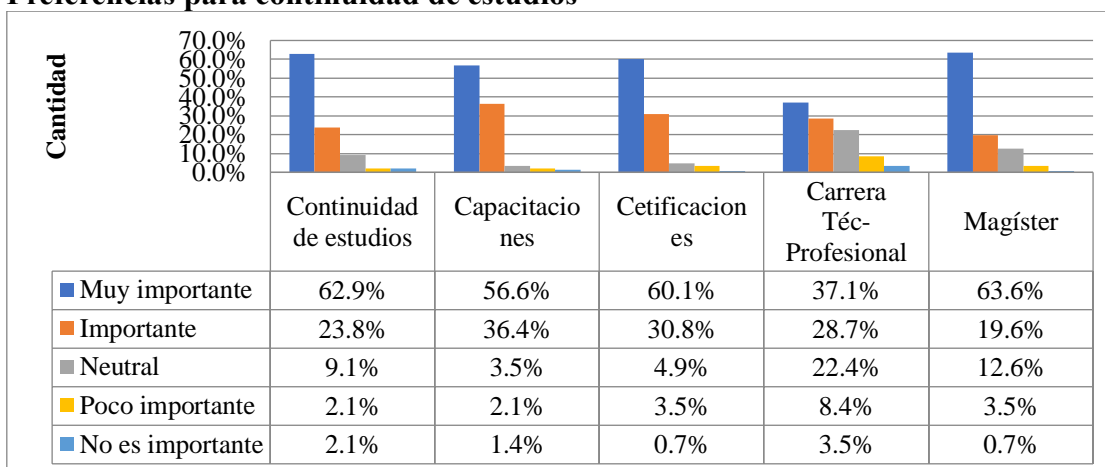 Preferencias para continuidad de estudios
Cantidad
70.0%
60.0%
50.0%
40.0%
30.0%
20.0%
10.0%
0.0%
Continuidad
de estudios
Capacitacio
nes
Cetificacion
es
Carrera
Téc-
Profesional
Magíster
Muy importante 62.9% 56.6% 60.1% 37.1% 63.6%
Importante 23.8% 36.4% 30.8% 28.7% 19.6%
Neutral 9.1% 3.5% 4.9% 22.4% 12.6%
Poco importante 2.1% 2.1% 3.5% 8.4% 3.5%
No es importante 2.1% 1.4% 0.7% 3.5% 0.7%